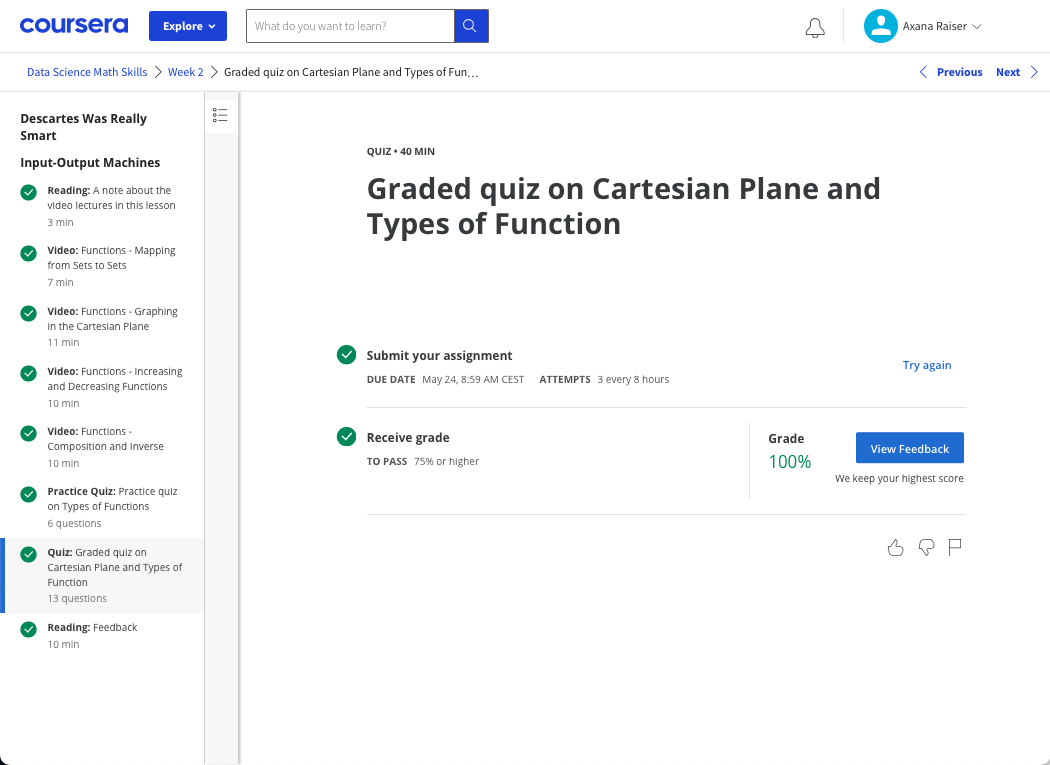 coursera
Explore
What do you want to learn?
Axana Raiser
Data Science Math Skills
Week 2
Graded quiz on Cartesian Plane and Types of Fun...
Previous
Next
Descartes Was Really
Smart
Input-Output Machines
Reading: A note about the
video lectures in this lesson
3 min
Video: Functions - Mapping
from Sets to Sets
7 min
Video: Functions - Graphing
in the Cartesian Plane
11 min
Video: Functions - Increasing
and Decreasing Functions
10 min
Video: Functions -
Composition and Inverse
10 min
Practice Quiz: Practice quiz
on Types of Functions
6 questions
Quiz: Graded quiz on
Cartesian Plane and Types of
Function
13 questions
Reading: Feedback
10 min
QUIZ • 40 MIN
Graded quiz on Cartesian Plane and
Types of Function
Submit your assignment
DUE DATE May 24, 8:59 AM CEST ATTEMPTS 3 every 8 hours
Try again
Receive grade
TO PASS 75% or higher
Grade
100%
View Feedback
We keep your highest score